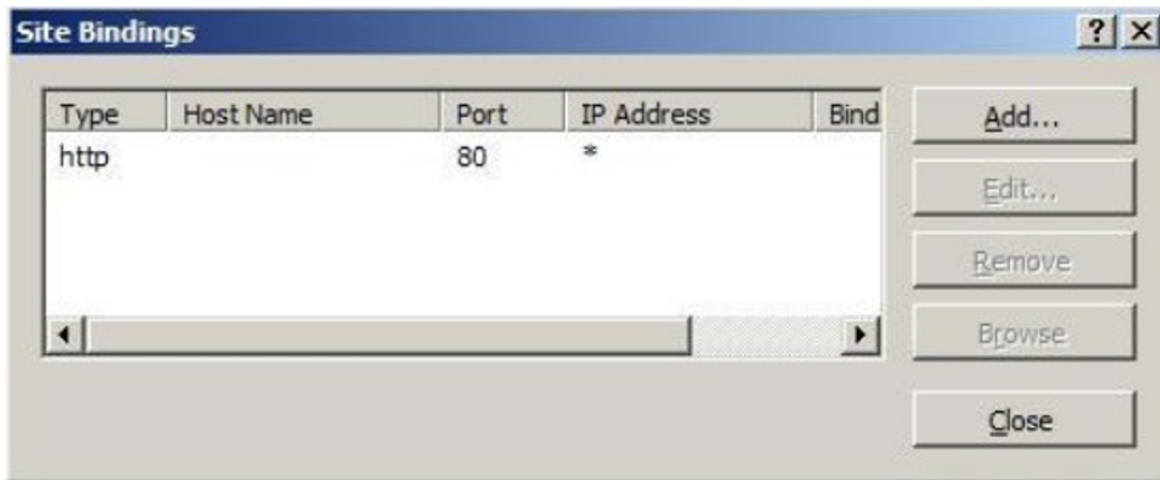 Site Bindings
Type Host Name Port IP Address Bind
http 80 *
Add...
Edit...
Remove
Browse
Close